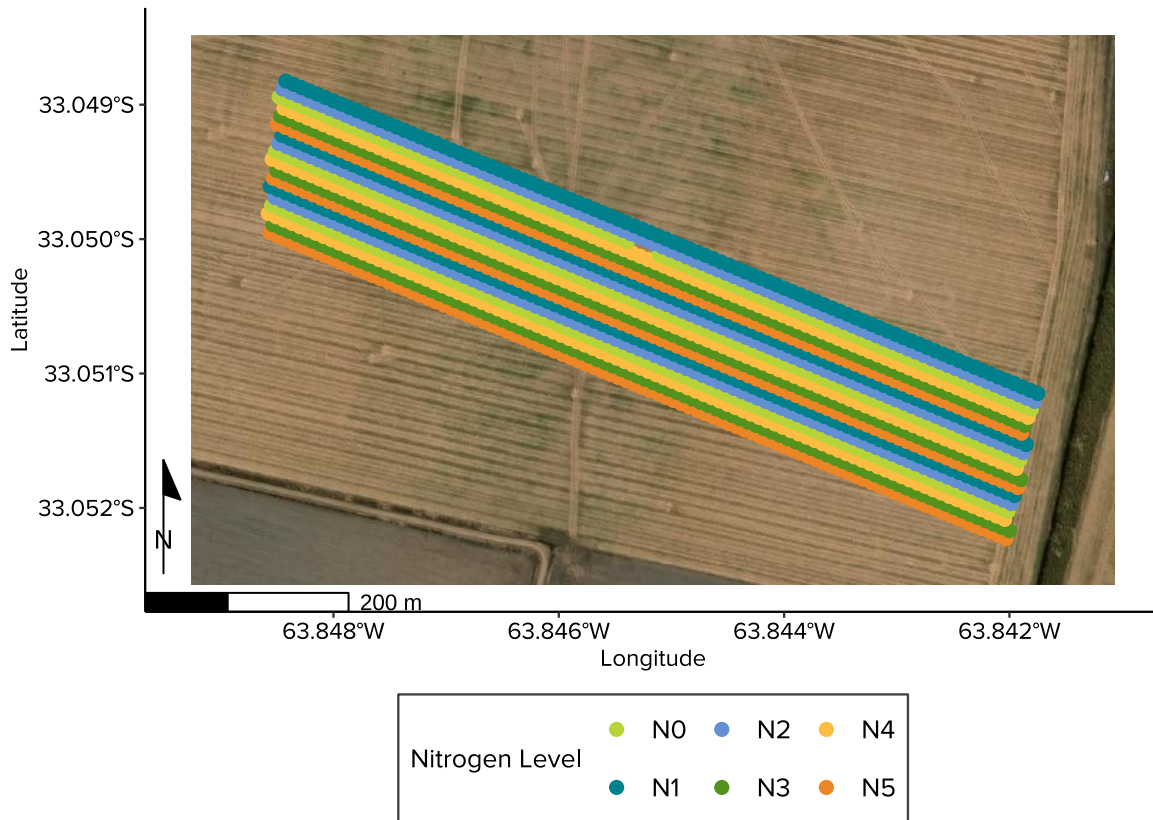 33.049°S
33.050°S
33.051°S
33.052°S
Latitude
N
200 m
63.848°W 63.846°W 63.844°W 63.842°W
Longitude
Nitrogen Level
N0 N2 N4
N1 N3 N5